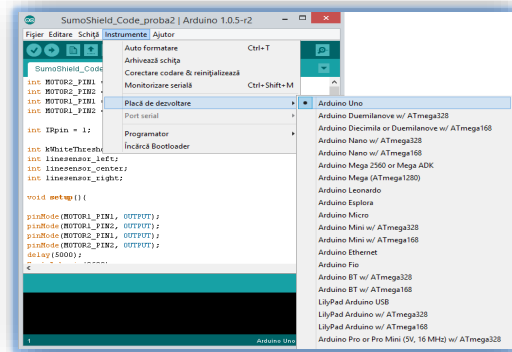 SumoShield_Code_proba2 | Arduino 1.0.5-r2
Fișier Editare Schiță Instrumente Ajutor
Auto formatare Ctrl+T
Arhivează schița
Corectare codare & reinițializează
Monitorizare serială Ctrl+Shift+M
Placă de dezvoltare
Port serial
Programator
Încărcă Bootloader
Arduino Uno
Arduino Duemilanove w/ ATmega328
Arduino Diecimila or Duemilanove w/ ATmega168
Arduino Nano w/ ATmega328
Arduino Nano w/ ATmega168
Arduino Mega 2560 or Mega ADK
Arduino Mega (ATmega1280)
Arduino Leonardo
Arduino Esplora
Arduino Micro
Arduino Mini w/ ATmega328
Arduino Mini w/ ATmega168
Arduino Ethernet
Arduino Fio
Arduino BT w/ ATmega328
Arduino BT w/ ATmega168
LilyPad Arduino USB
LilyPad Arduino w/ ATmega328
LilyPad Arduino w/ ATmega168
Arduino Pro or Pro Mini (5V, 16 MHz) w/ ATmega328
SumoShield_Code
int MOTOR2_PIN1
int MOTOR2_PIN2
int MOTOR1_PIN1
int MOTOR1_PIN2
int IRpin = 1;
int kWhiteThresh
int linesensor_left;
int linesensor_center;
int linesensor_right;
void setup(){
pinMode(MOTOR1_PIN1, OUTPUT);
pinMode(MOTOR1_PIN2, OUTPUT);
pinMode(MOTOR2_PIN1, OUTPUT);
pinMode(MOTOR2_PIN2, OUTPUT);
delay(5000);
1 Arduino Uno